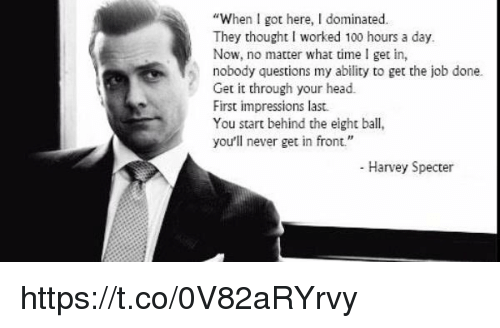 "When I got here, I dominated.
They thought I worked 100 hours a day.
Now, no matter what time I get in,
nobody questions my ability to get the job done.
Get it through your head.
First impressions last.
You start behind the eight ball,
you'll never get in front."
- Harvey Specter
https://t.co/0V82aRYrvy